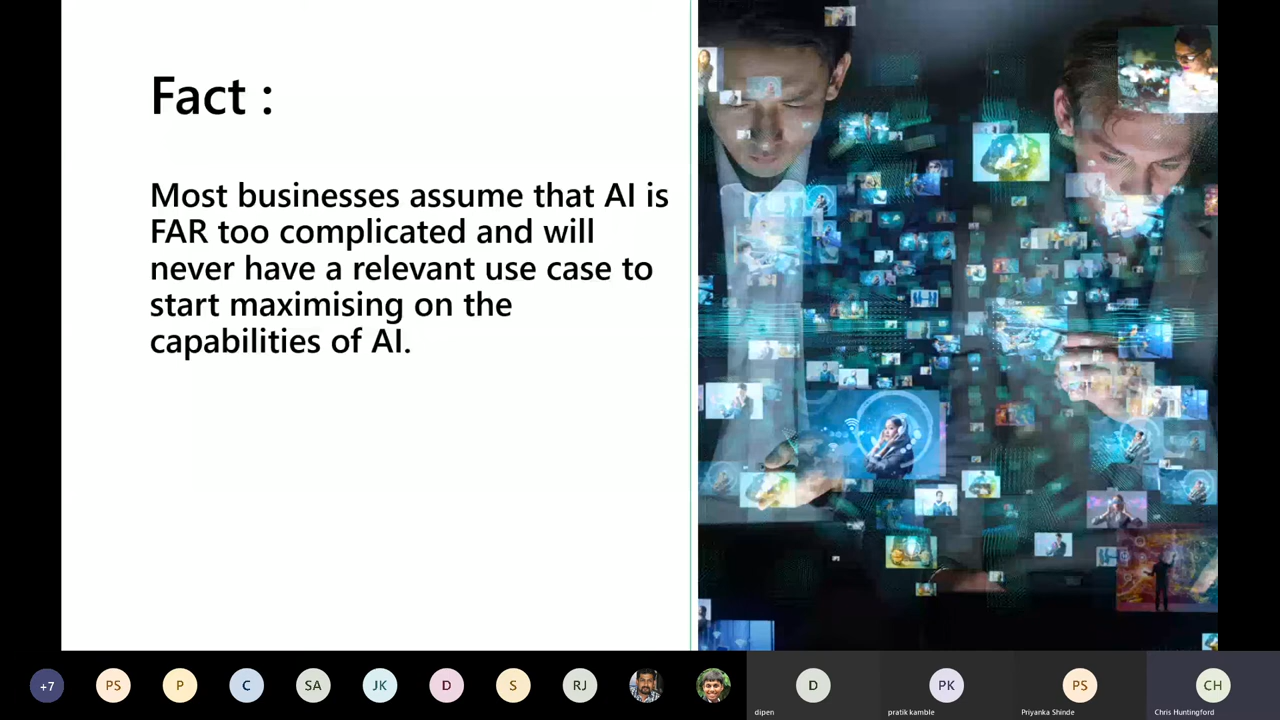 Fact :
Most businesses assume that AI is
FAR too complicated and will
never have a relevant use case to
start maximising on the
capabilities of AI.
+7
PS
P
C
SA
JK
D
S
RJ
D
PK
PS
CH
dipen
pratik kamble
Priyanka Shinde
Chris Huntingford